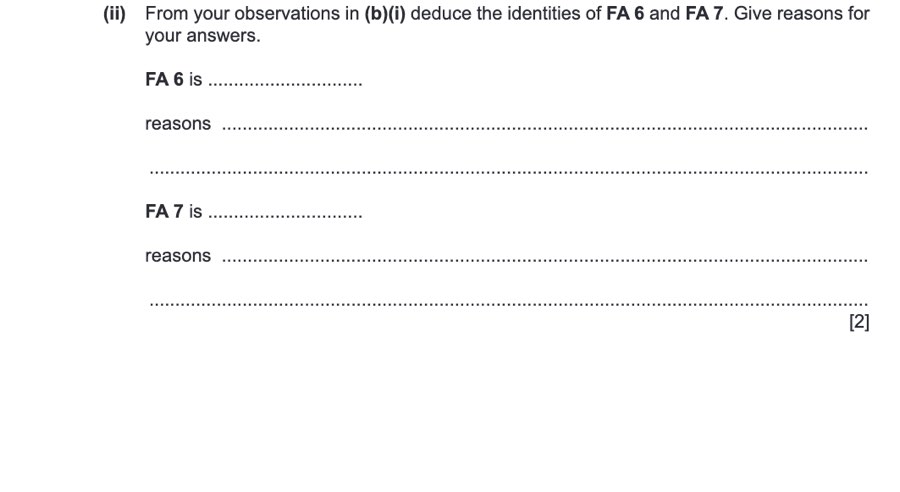 (ii) From your observations in (b)(i) deduce the identities of FA 6 and FA 7. Give reasons for
your answers.
FA 6 is ..............................
reasons ..............................................................................................................................
..............................................................................................................................................
FA 7 is ..............................
reasons ..............................................................................................................................
..............................................................................................................................................
[2]